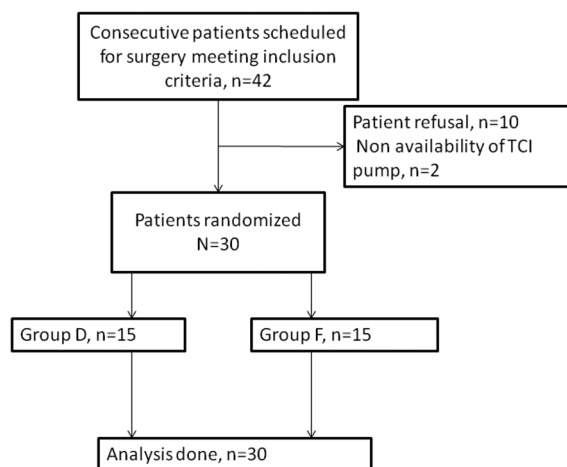 Consecutive patients scheduled
for surgery meeting inclusion
criteria, n=42
Patient refusal, n=10
Non availability of TCI
pump, n=2
Patients randomized
N=30
Group D, n=15
Group F, n=15
Analysis done, n=30